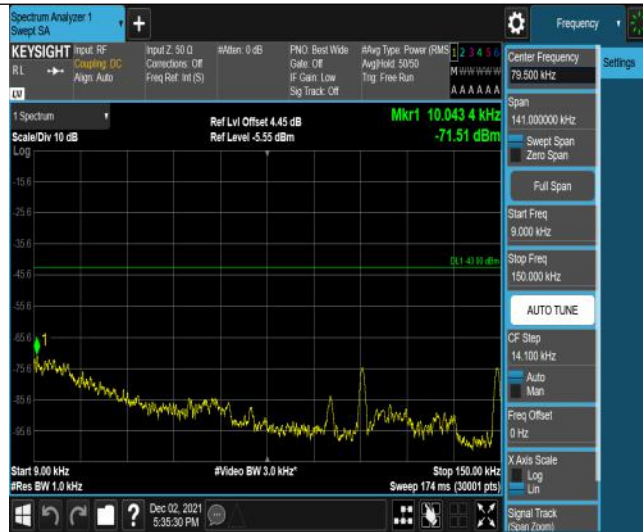 Spectrum Analyzer 1
Swept SA
+
Frequency
KEYSIGHT
RL
LXI
Input: RF
Coupling: DC
Align: Auto
Input Z: 50 Ω
Corrections: Off
Freq Ref: Int (S)
#Atten: 0 dB
PNO: Best Wide
Gate: Off
IF Gain: Low
Sig Track: Off
#Avg Type: Power (RMS
Avg|Hold: 50/50
Trig: Free Run
1 2 3 4 5 6
M W W W W W
A A A A A A
1 Spectrum
Scale/Div 10 dB
Log
Ref Lvl Offset 4.45 dB
Ref Level -5.55 dBm
Mkr1 10.043 4 kHz
-71.51 dBm
-15.6
-25.6
-35.6
DL1 -43.00 dBm
-45.6
-55.6
-65.6
1
-75.6
-85.6
-95.6
Start 9.00 kHz
#Res BW 1.0 kHz
#Video BW 3.0 kHz*
Stop 150.00 kHz
Sweep 174 ms (30001 pts)
Center Frequency
79.500 kHz
Settings
Span
141.000000 kHz
Swept Span
Zero Span
Full Span
Start Freq
9.000 kHz
Stop Freq
150.000 kHz
AUTO TUNE
CF Step
14.100 kHz
Auto
Man
Freq Offset
0 Hz
X Axis Scale
Log
Lin
Signal Track
(Span Zoom)
?
Dec 02, 2021
5:35:30 PM